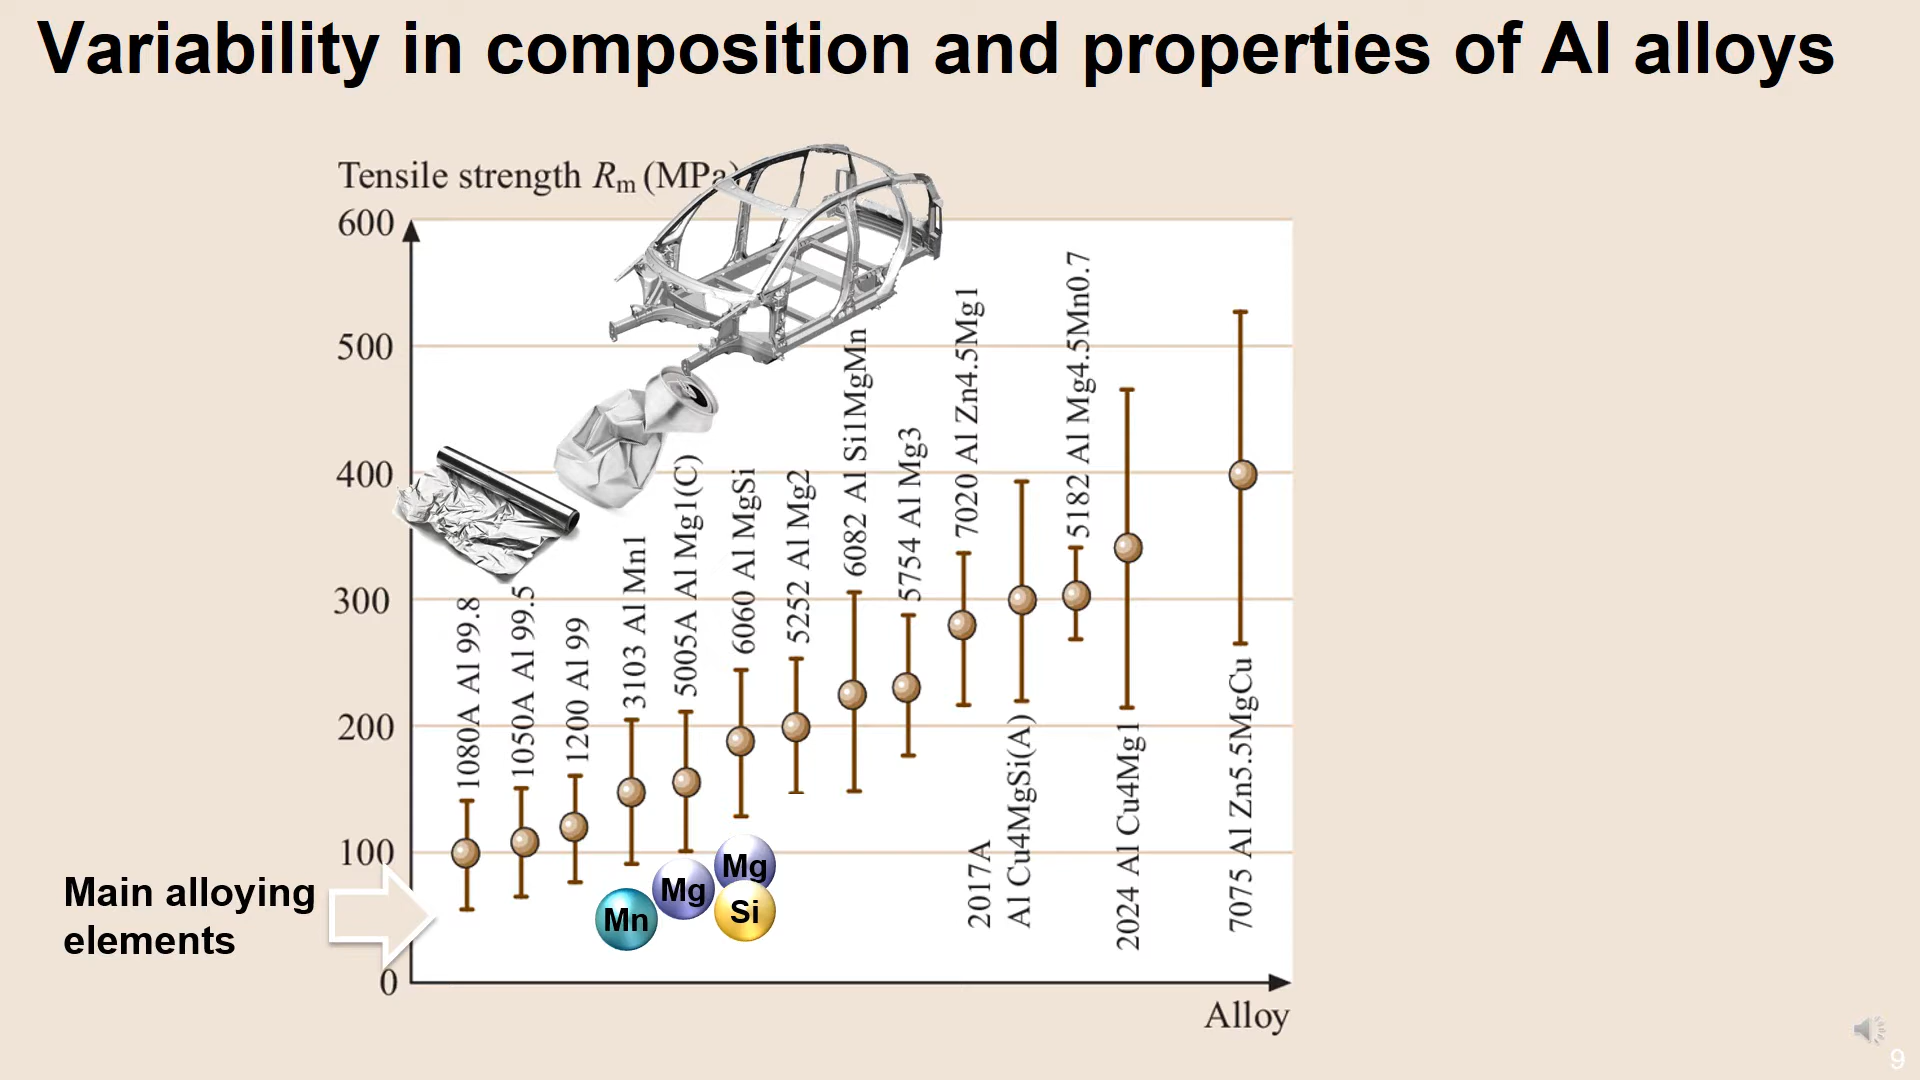 Variability in composition and properties of Al alloys
Tensile strength Rm (MPa)
600
500
400
300
200
100
0
1080A Al 99.8
1050A Al 99.5
1200 Al 99
3103 Al Mn1
5005A Al Mg1(C)
6060 Al MgSi
5252 Al Mg2
6082 Al Si1MgMn
5754 Al Mg3
7020 Al Zn4.5Mg1
2017A
Al Cu4MgSi(A)
5182 Al Mg4.5Mn0.7
2024 Al Cu4Mg1
7075 Al Zn5.5MgCu
Main alloying
elements
Mn
Mg
Mg
Si
Alloy
9